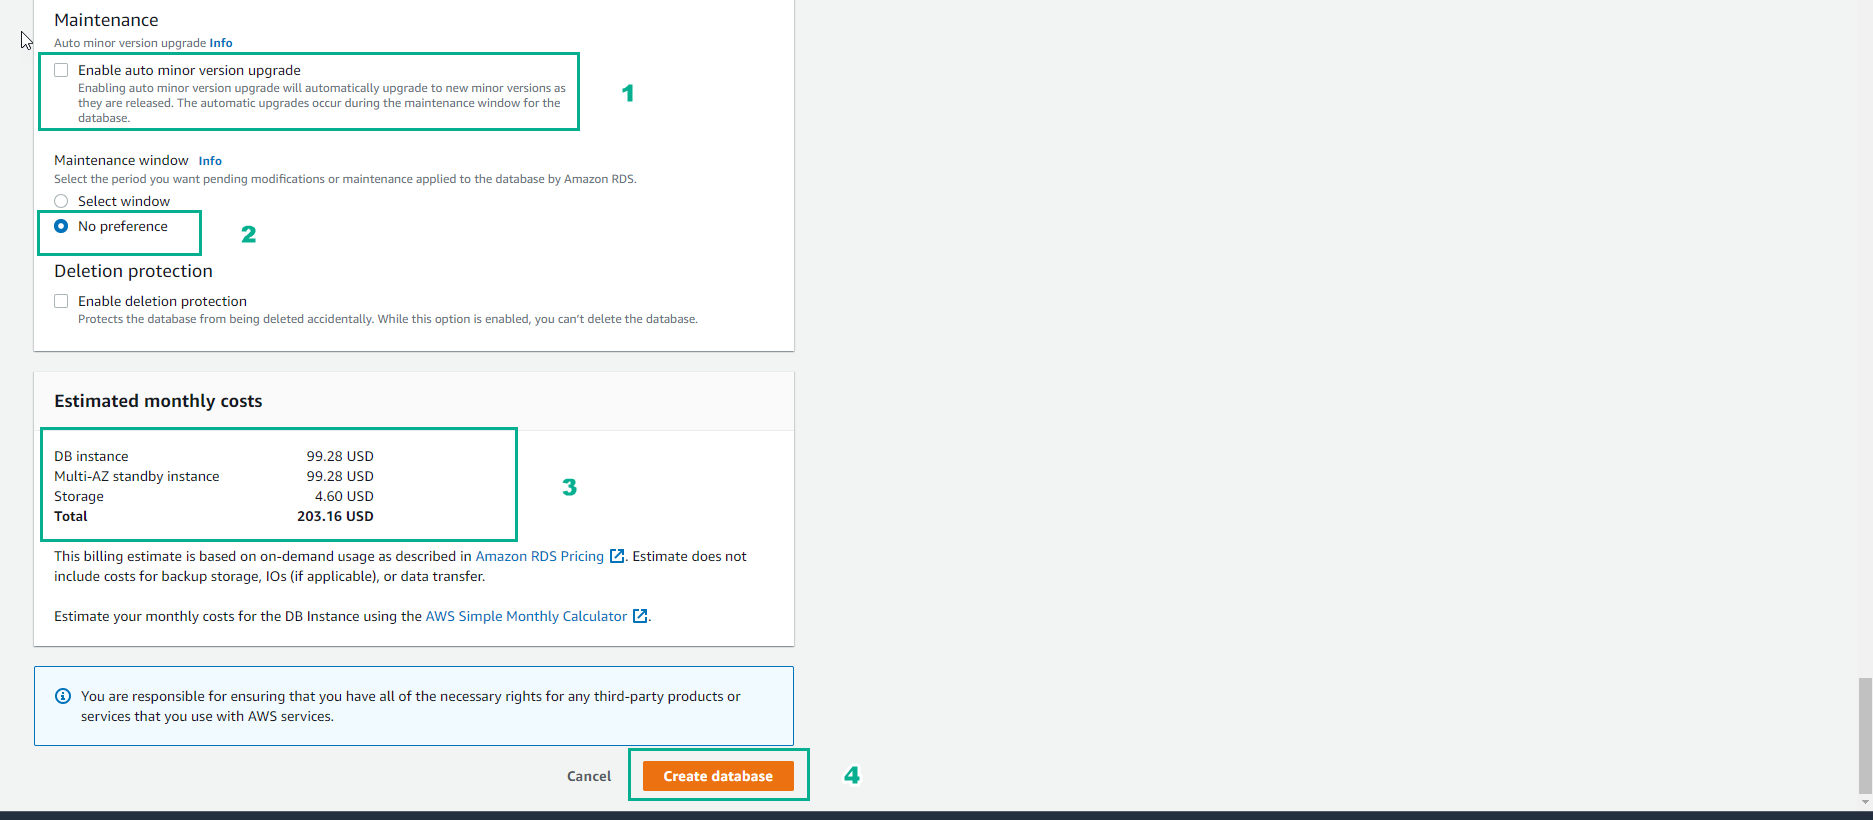 Maintenance
Auto minor version upgrade Info
Enable auto minor version upgrade
Enabling auto minor version upgrade will automatically upgrade to new minor versions as
they are released. The automatic upgrades occur during the maintenance window for the
database.
1
Maintenance window Info
Select the period you want pending modifications or maintenance applied to the database by Amazon RDS.
Select window
No preference
2
Deletion protection
Enable deletion protection
Protects the database from being deleted accidentally. While this option is enabled, you can't delete the database.
Estimated monthly costs
DB instance 99.28 USD
Multi-AZ standby instance 99.28 USD
Storage 4.60 USD
Total 203.16 USD
3
This billing estimate is based on on-demand usage as described in Amazon RDS Pricing. Estimate does not
include costs for backup storage, IOs (if applicable), or data transfer.
Estimate your monthly costs for the DB Instance using the AWS Simple Monthly Calculator.
You are responsible for ensuring that you have all of the necessary rights for any third-party products or
services that you use with AWS services.
Cancel Create database 4